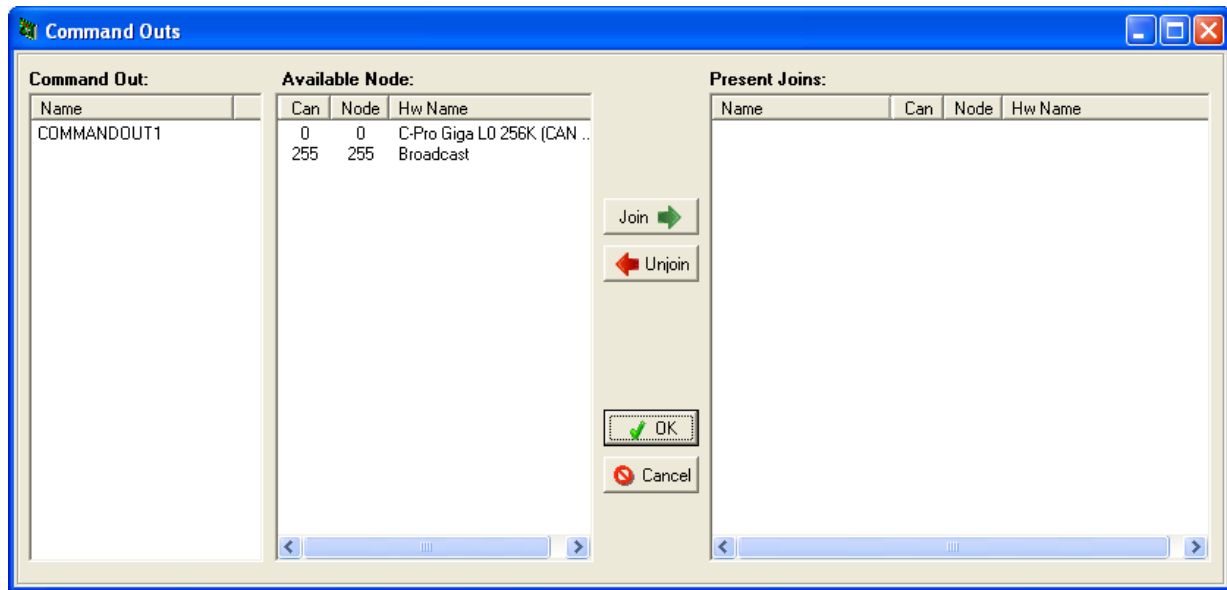 Command Outs
Command Out:
Available Node:
Present Joins:
Name
Can Node Hw Name
Name Can Node Hw Name
COMMANDOUT1
0 0 C-Pro Giga L0 256K (CAN ..
255 255 Broadcast
Join
Unjoin
OK
Cancel